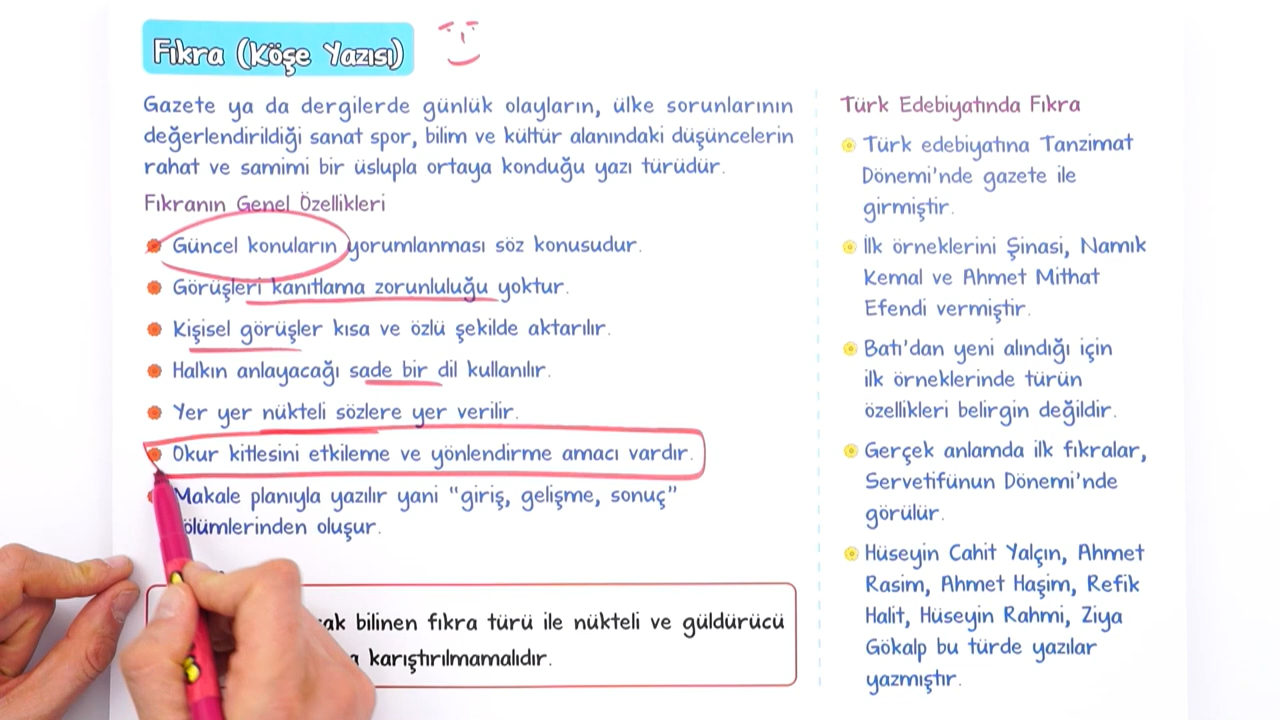 Fıkra (Köşe Yazısı)
Gazete ya da dergilerde günlük olayların, ülke sorunlarının
değerlendirildiği sanat spor, bilim ve kültür alanındaki düşüncelerin
rahat ve samimi bir üslupla ortaya konduğu yazı türüdür.
Fıkranın Genel Özellikleri
Güncel konuların yorumlanması söz konusudur.
Görüşleri kanıtlama zorunluluğu yoktur.
Kişisel görüşler kısa ve özlü şekilde aktarılır.
Halkın anlayacağı sade bir dil kullanılır.
Yer yer nükteli sözlere yer verilir.
Okur kitlesini etkileme ve yönlendirme amacı vardır.
Makale planıyla yazılır yani "giriş, gelişme, sonuç"
ölümlerinden oluşur.
bilinen fıkra türü ile nükteli ve güldürücü
karıştırılmamalıdır.
Türk Edebiyatında Fıkra
Türk edebiyatına Tanzimat
Dönemi'nde gazete ile
girmiştir.
İlk örneklerini Şinasi, Namık
Kemal ve Ahmet Mithat
Efendi vermiştir.
Batı'dan yeni alındığı için
ilk örneklerinde türün
özellikleri belirgin değildir.
Gerçek anlamda ilk fıkralar,
Servetifünun Dönemi'nde
görülür.
Hüseyin Cahit Yalçın, Ahmet
Rasim, Ahmet Haşim, Refik
Halit, Hüseyin Rahmi, Ziya
Gökalp bu türde yazılar
yazmıştır.